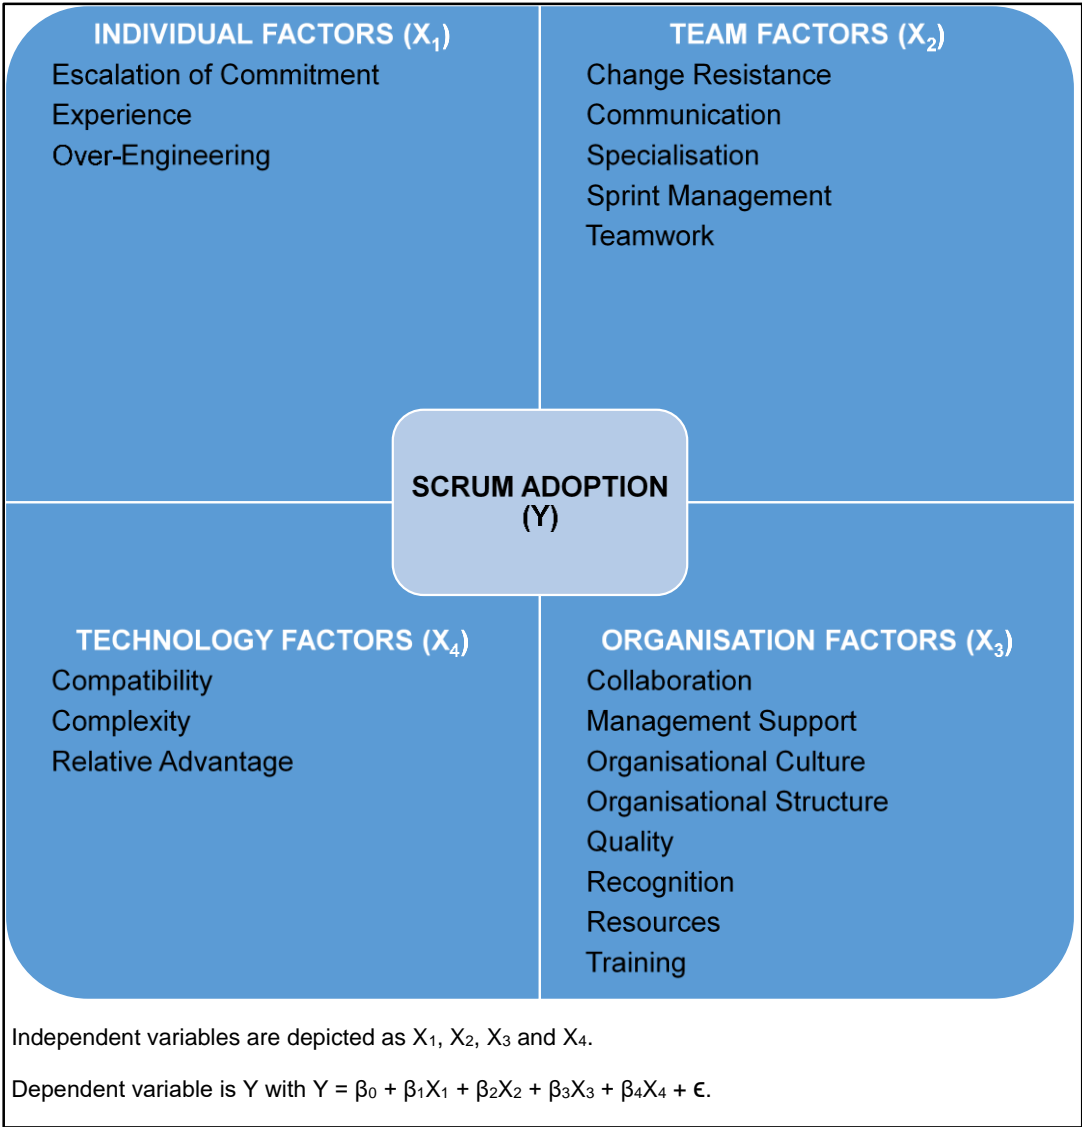 INDIVIDUAL FACTORS (X₁)
Escalation of Commitment
Experience
Over-Engineering
TEAM FACTORS (X₂)
Change Resistance
Communication
Specialisation
Sprint Management
Teamwork
SCRUM ADOPTION
(Y)
TECHNOLOGY FACTORS (X₄)
Compatibility
Complexity
Relative Advantage
ORGANISATION FACTORS (X₃)
Collaboration
Management Support
Organisational Culture
Organisational Structure
Quality
Recognition
Resources
Training
Independent variables are depicted as X₁, X₂, X₃ and X₄.
Dependent variable is Y with Y = β₀ + β₁X₁ + β₂X₂ + β₃X₃ + β₄X₄ + ϵ.